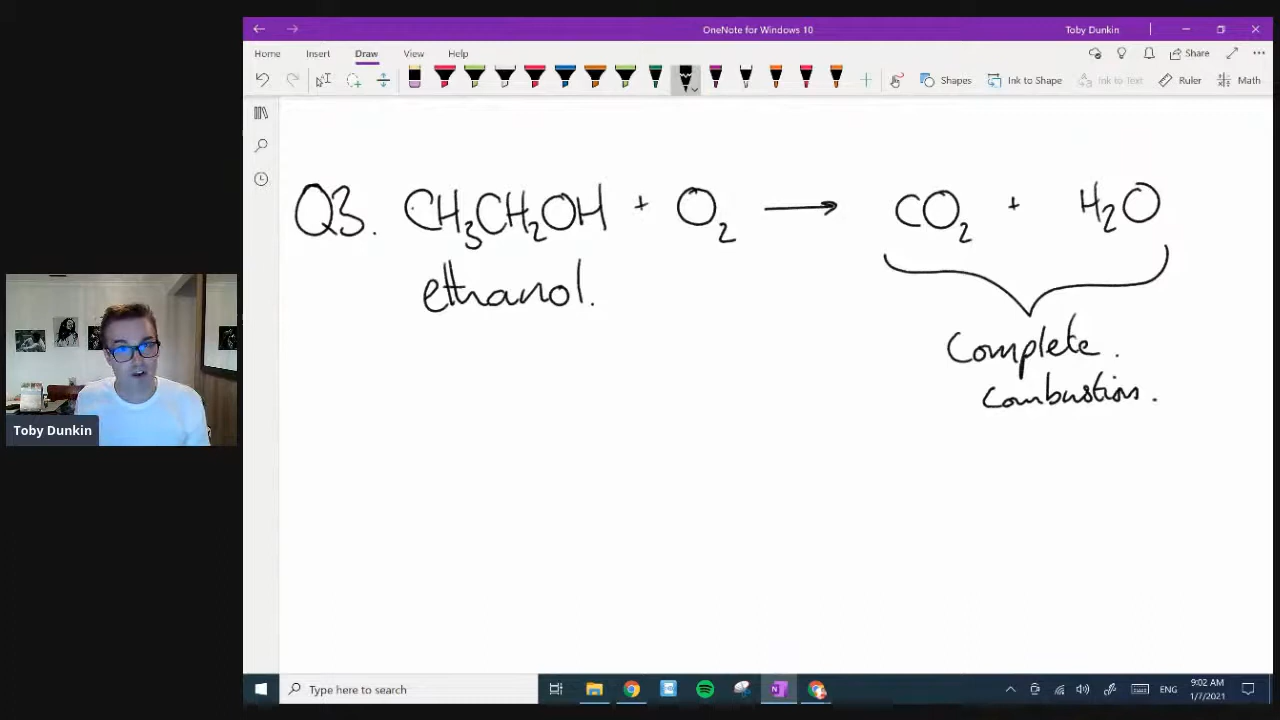 OneNote for Windows 10
Toby Dunkin
Home Insert Draw View Help
Share
Shapes Ink to Shape Ink to Text Ruler Math
Q3. CH₃CH₂OH + O₂ → CO₂ + H₂O
ethanol.
Complete.
combustion.
Toby Dunkin
Type here to search
ENG
9:02 AM
1/7/2021